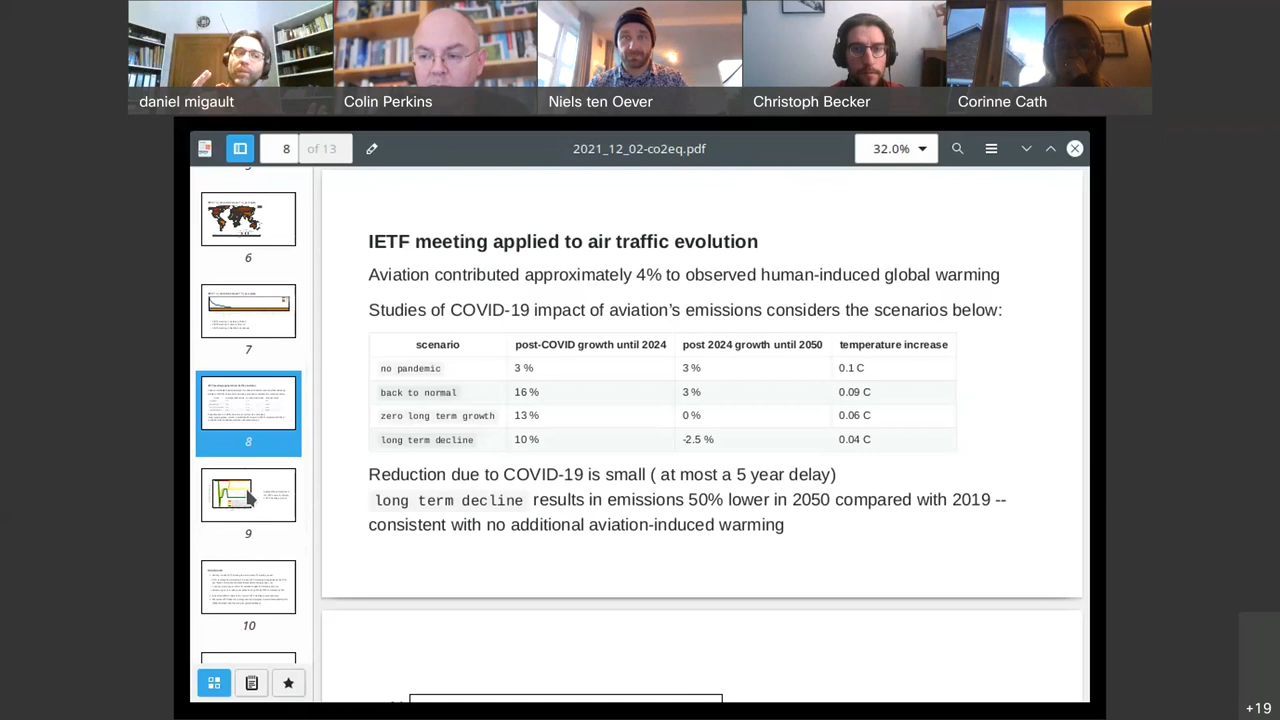 daniel migault
Colin Perkins
Niels ten Oever
Christoph Becker
Corinne Cath
8 of 13
2021_12_02-co2eq.pdf
32.0%
6
7
8
9
10
IETF meeting applied to air traffic evolution
Aviation contributed approximately 4% to observed human-induced global warming
Studies of COVID-19 impact of aviation's emissions considers the scenarios below:
scenario post-COVID growth until 2024 post 2024 growth until 2050 temperature increase
no pandemic 3 % 3 % 0.1 C
back to normal 16 % 3 % 0.09 C
zero long term growth 13 % 0 % 0.06 C
long term decline 10 % -2.5 % 0.04 C
Reduction due to COVID-19 is small ( at most a 5 year delay)
long term decline results in emissions 50% lower in 2050 compared with 2019 --
consistent with no additional aviation-induced warming
+19